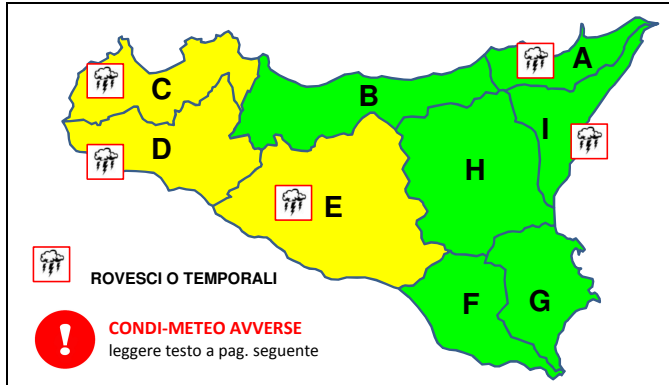 A
C
B
I
D
H
E
ROVESCI O TEMPORALI
F
G
CONDI-METEO AVVERSE
leggere testo a pag. seguente
!